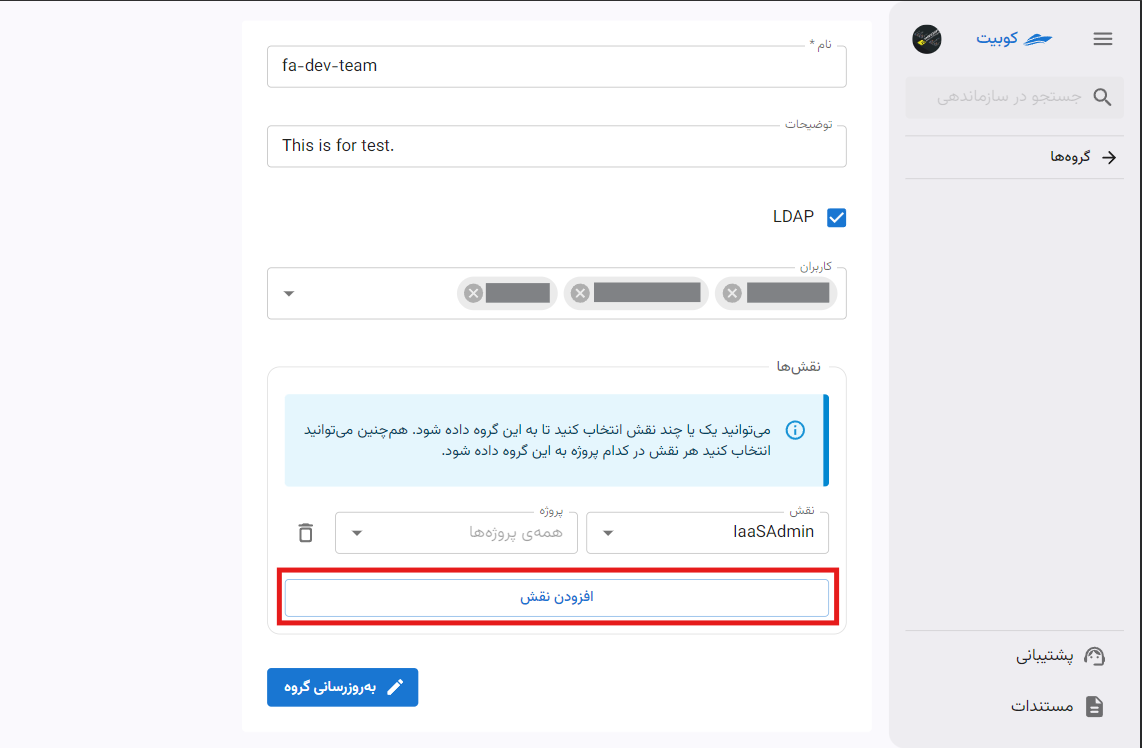 کوبیت
جستجو در سازماندهی
گروه‌ها
پشتیبانی
مستندات
نام *
fa-dev-team
توضیحات
This is for test.
LDAP
کاربران
نقش‌ها
می‌توانید یک یا چند نقش انتخاب کنید تا به این گروه داده شود. هم‌چنین می‌توانید
انتخاب کنید هر نقش در کدام پروژه به این گروه داده شود.
نقش
IaaSAdmin
پروژه
همه‌ی پروژه‌ها
افزودن نقش
به‌روزرسانی گروه